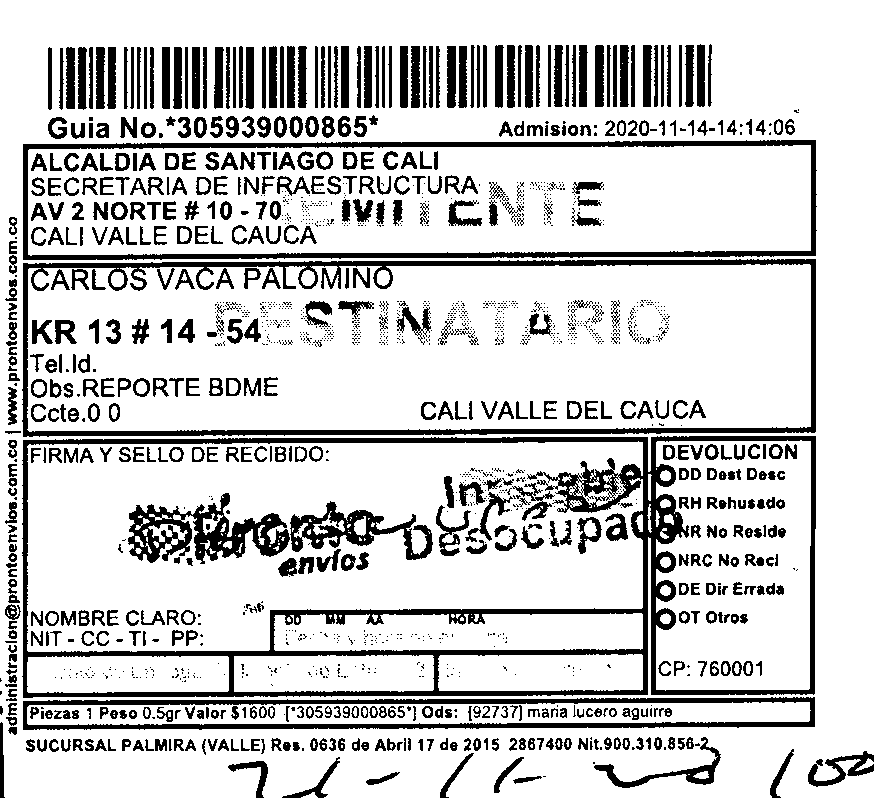 Guia No.*305939000865*
Admision: 2020-11-14-14:14:06
ALCALDIA DE SANTIAGO DE CALI
SECRETARIA DE INFRAESTRUCTURA
AV 2 NORTE # 10 - 70
CALI VALLE DEL CAUCA
CARLOS VACA PALOMINO
DESTINATARIO
KR 13 # 14 - 54
Tel.Id.
Obs.REPORTE BDME
Ccte.0 0
CALI VALLE DEL CAUCA
www.prontoenvios.com.co
administracion@prontoenvios.com.co
FIRMA Y SELLO DE RECIBIDO:
Pronto
envíos
Desocupado
NOMBRE CLARO:
NIT - CC - TI - PP:
DD MM AA HORA
DEVOLUCION
DD Dest Desc
RH Rehusado
NR No Reside
NRC No Recl
DE Dir Errada
OT Otros
CP: 760001
Piezas 1 Peso 0.5gr Valor $1600 [*305939000865*] Ods: [92737] maria lucero aguirre
SUCURSAL PALMIRA (VALLE) Res. 0636 de Abril 17 de 2015 2867400 Nit.900.310.856-2